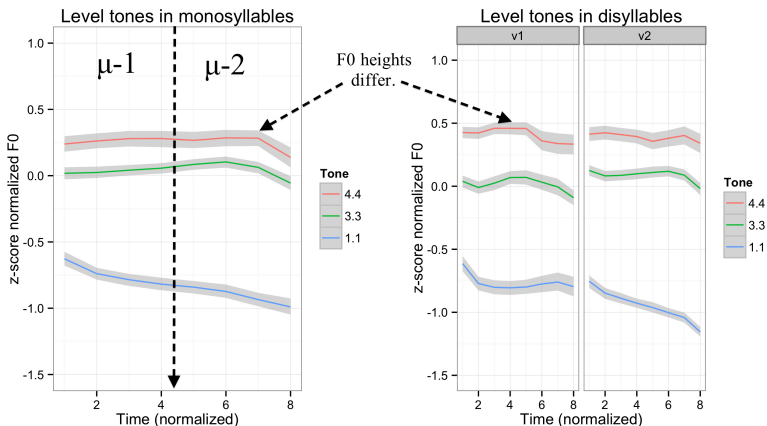 Level tones in monosyllables
μ-1
μ-2
z-score normalized F0
1.0
0.5
0.0
-0.5
-1.0
-1.5
2
4
6
8
Time (normalized)
Tone
4.4
3.3
1.1
F0 heights
differ.
Level tones in disyllables
v1
v2
z-score normalized F0
1.0
0.5
0.0
-0.5
-1.0
-1.5
2
4
6
8
2
4
6
8
Time (normalized)
Tone
4.4
3.3
1.1